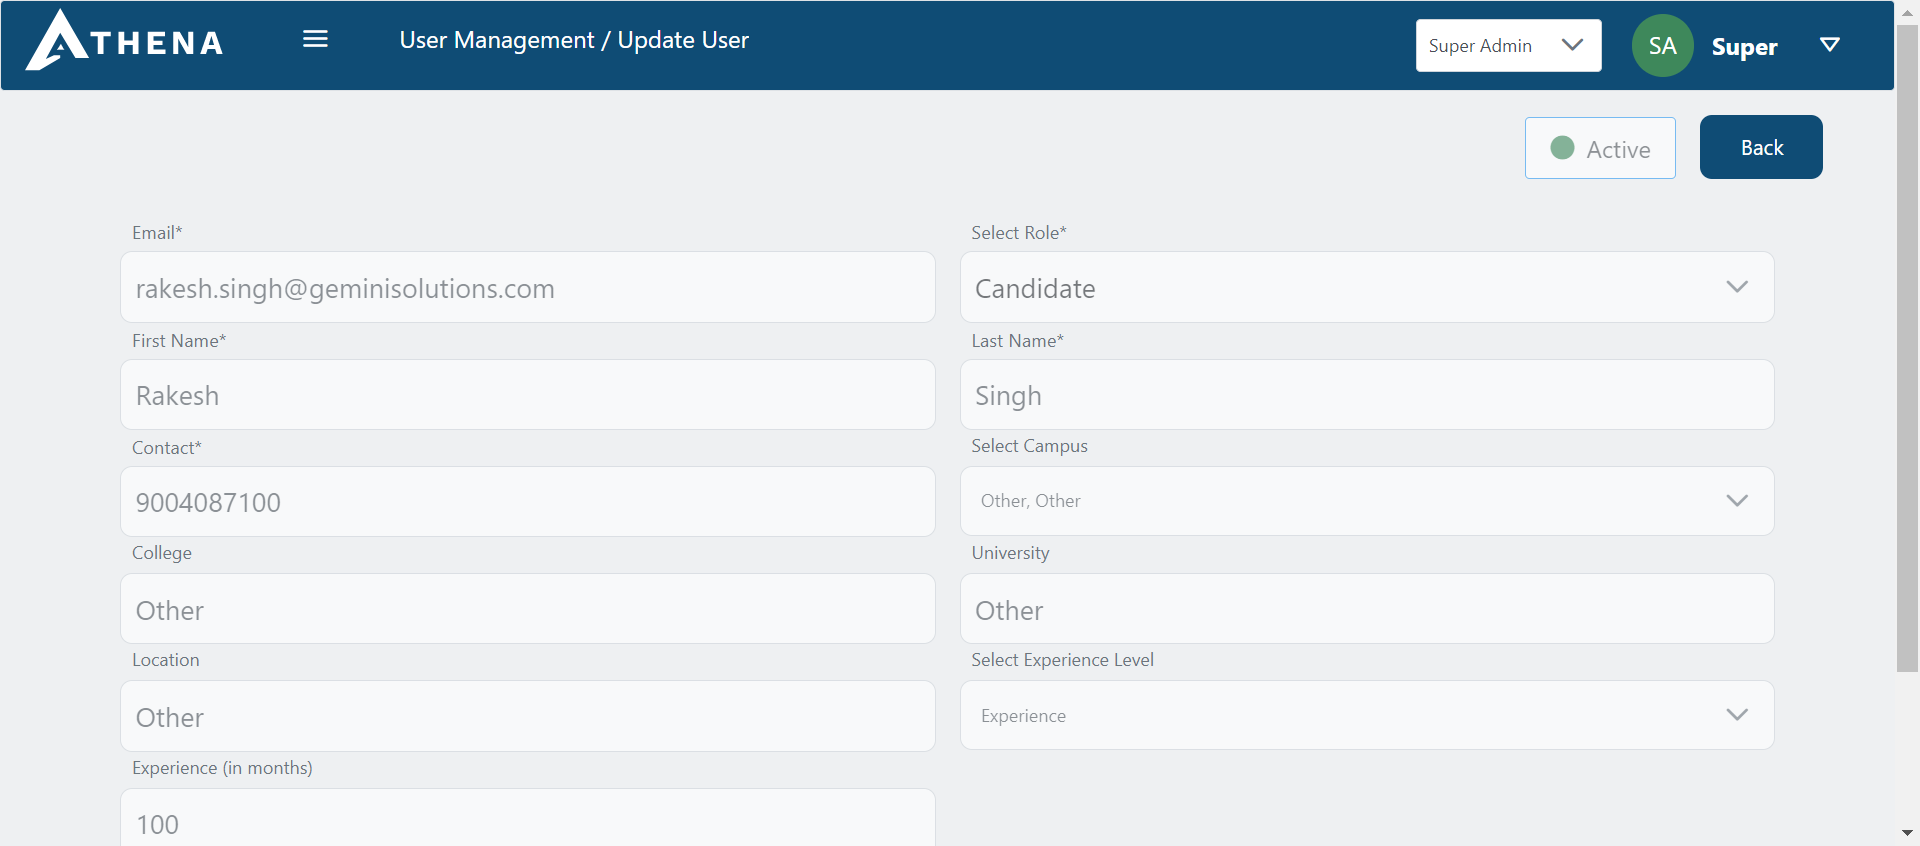 ATHENA
User Management / Update User
Super Admin
SA
Super
Active
Back
Email*
Select Role*
rakesh.singh@geminisolutions.com
Candidate
First Name*
Last Name*
Rakesh
Singh
Contact*
Select Campus
9004087100
Other, Other
College
University
Other
Other
Location
Select Experience Level
Other
Experience
Experience (in months)
100